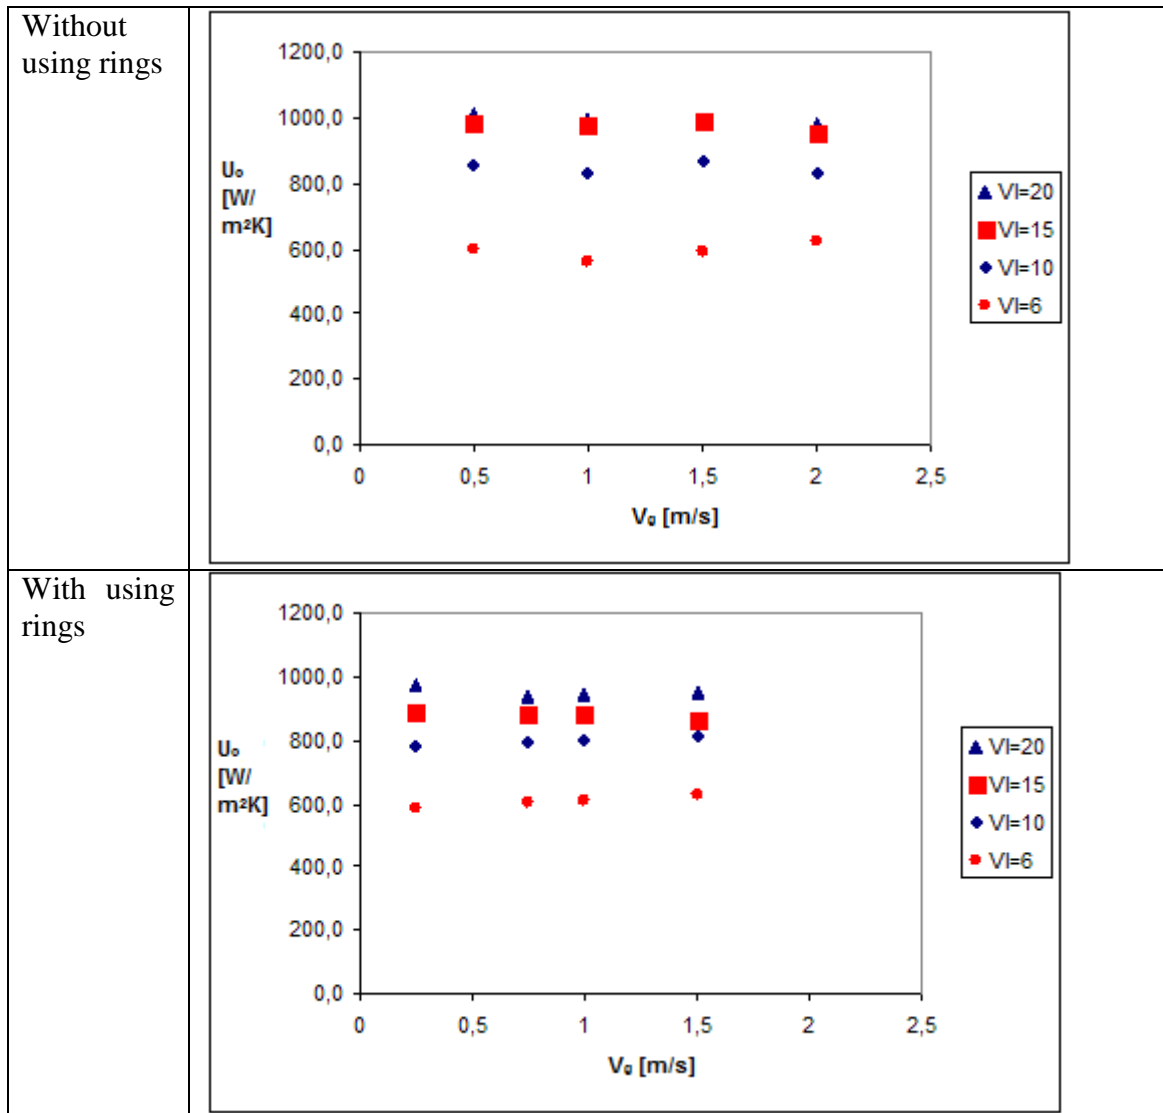 Without
using rings
1200,0
1000,0
800,0
600,0
400,0
200,0
0,0
Uₒ
[W/
m²K]
0 0,5 1 1,5 2 2,5
V₉ [m/s]
Vl=20
Vl=15
Vl=10
Vl=6
With using
rings
1200,0
1000,0
800,0
600,0
400,0
200,0
0,0
Uₒ
[W/
m²K]
0 0,5 1 1,5 2 2,5
V₉ [m/s]
Vl=20
Vl=15
Vl=10
Vl=6